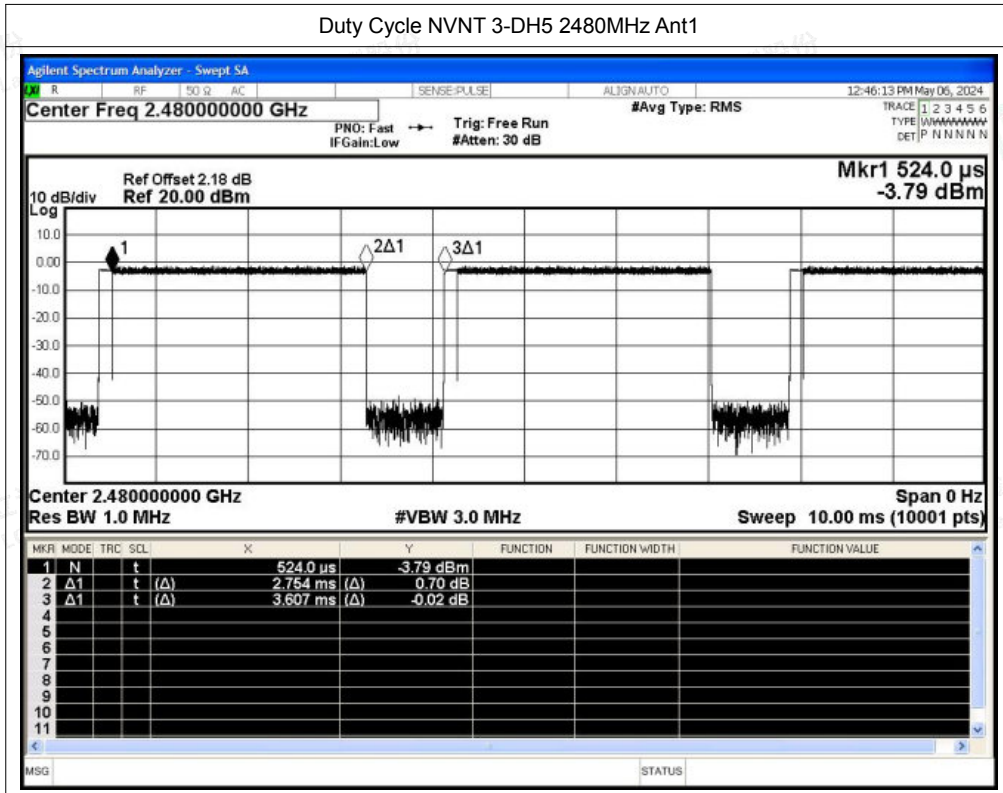 Duty Cycle NVNT 3-DH5 2480MHz Ant1
Agilent Spectrum Analyzer - Swept SA
LXI R RF 50 Ω AC SENSE:PULSE ALIGNAUTO 12:46:13 PM May 06, 2024
Center Freq 2.480000000 GHz #Avg Type: RMS TRACE 1 2 3 4 5 6
PNO: Fast Trig: Free Run TYPE WWWWWW
IFGain:Low #Atten: 30 dB DET P N N N N N
Mkr1 524.0 µs
Ref Offset 2.18 dB
10 dB/div Ref 20.00 dBm -3.79 dBm
Log
10.0
1 2Δ1 3Δ1
0.00
-10.0
-20.0
-30.0
-40.0
-50.0
-60.0
-70.0
Center 2.480000000 GHz Span 0 Hz
Res BW 1.0 MHz #VBW 3.0 MHz Sweep 10.00 ms (10001 pts)
MKR MODE TRC SCL X Y FUNCTION FUNCTION WIDTH FUNCTION VALUE
1 N t 524.0 µs -3.79 dBm
2 Δ1 t (Δ) 2.754 ms (Δ) 0.70 dB
3 Δ1 t (Δ) 3.607 ms (Δ) -0.02 dB
4
5
6
7
8
9
10
11
MSG STATUS